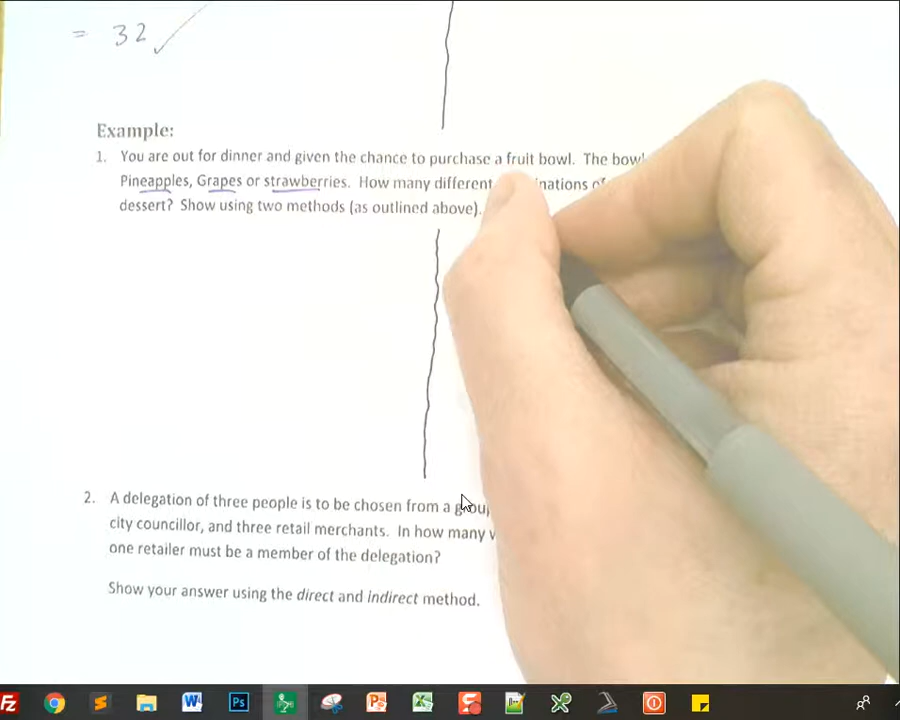 = 32 ✓
Example:
1. You are out for dinner and given the chance to purchase a fruit bowl. The bowl
Pineapples, Grapes or strawberries. How many different
dessert? Show using two methods (as outlined above).
2. A delegation of three people is to be chosen from a
city councillor, and three retail merchants. In how many
one retailer must be a member of the delegation?
Show your answer using the direct and indirect method.